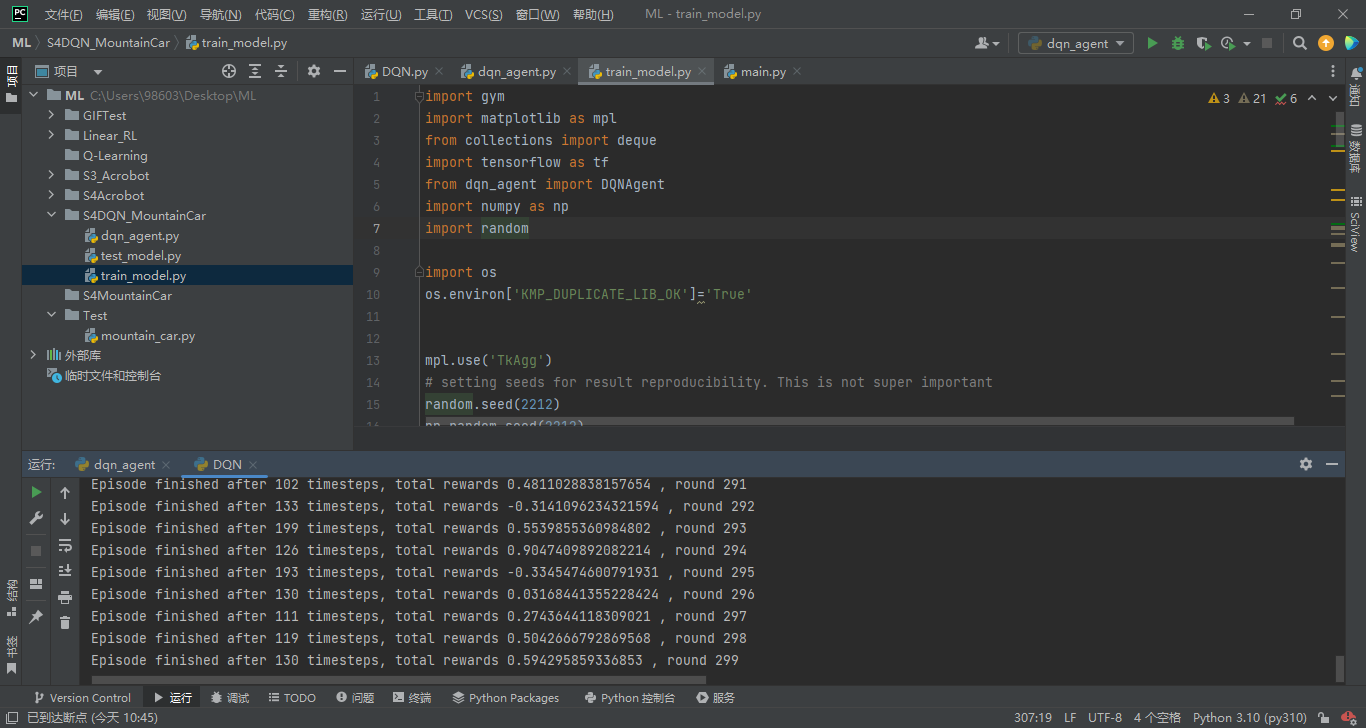 PC 文件(F) 编辑(E) 视图(V) 导航(N) 代码(C) 重构(R) 运行(U) 工具(T) VCS(S) 窗口(W) 帮助(H) ML - train_model.py
ML S4DQN_MountainCar train_model.py dqn_agent
项目 DQN.py dqn_agent.py train_model.py main.py
项目
ML C:\Users\98603\Desktop\ML
GIFTest
Linear_RL
Q-Learning
S3_Acrobot
S4Acrobot
S4DQN_MountainCar
dqn_agent.py
test_model.py
train_model.py
S4MountainCar
Test
mountain_car.py
外部库
临时文件和控制台
3 21 6
1 import gym
2 import matplotlib as mpl
3 from collections import deque
4 import tensorflow as tf
5 from dqn_agent import DQNAgent
6 import numpy as np
7 import random
8
9 import os
10 os.environ['KMP_DUPLICATE_LIB_OK']='True'
11
12
13 mpl.use('TkAgg')
14 # setting seeds for result reproducibility. This is not super important
15 random.seed(2212)
16 np.random.seed(2212)
通知
数据库
SciView
运行: dqn_agent DQN
Episode finished after 102 timesteps, total rewards 0.4811028838157654 , round 291
Episode finished after 133 timesteps, total rewards -0.3141096234321594 , round 292
Episode finished after 199 timesteps, total rewards 0.5539855360984802 , round 293
Episode finished after 126 timesteps, total rewards 0.9047409892082214 , round 294
Episode finished after 193 timesteps, total rewards -0.3345474600791931 , round 295
Episode finished after 130 timesteps, total rewards 0.03168441355228424 , round 296
Episode finished after 111 timesteps, total rewards 0.2743644118309021 , round 297
Episode finished after 119 timesteps, total rewards 0.5042666792869568 , round 298
Episode finished after 130 timesteps, total rewards 0.594295859336853 , round 299
结构
书签
Version Control 运行 调试 TODO 问题 终端 Python Packages Python 控制台 服务
已到达断点 (今天 10:45) 307:19 LF UTF-8 4 个空格 Python 3.10 (py310)